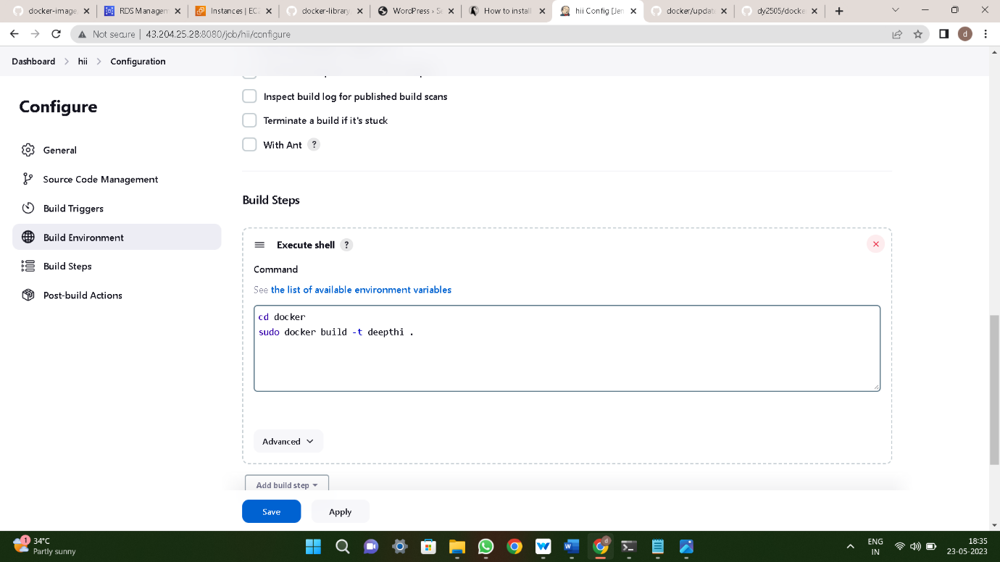 docker-image
RDS Managem
Instances | EC2
docker-library
WordPress › Se
How to install
hii Config [Jen
docker/update
dy2505/docke
Not secure | 43.204.25.28:8080/job/hii/configure
d
Dashboard > hii > Configuration
Configure
General
Source Code Management
Build Triggers
Build Environment
Build Steps
Post-build Actions
Inspect build log for published build scans
Terminate a build if it's stuck
With Ant ?
Build Steps
Execute shell ?
Command
See the list of available environment variables
cd docker
sudo docker build -t deepthi .
Advanced
Add build step
Save
Apply
1
34°C
Partly sunny
ENG
IN
18:35
23-05-2023